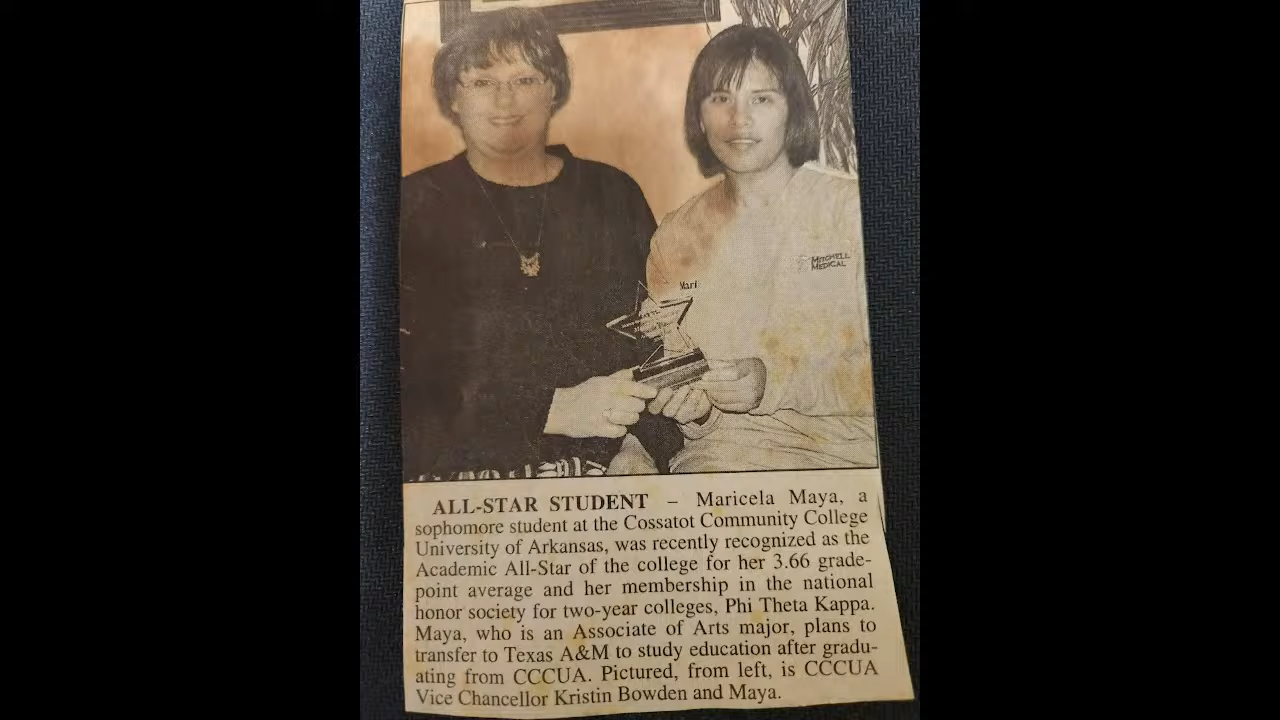 Mari
MITCHELL
MEDICAL
ALL-STAR STUDENT – Maricela Maya, a
sophomore student at the Cossatot Community College
University of Arkansas, was recently recognized as the
Academic All-Star of the college for her 3.66 grade-
point average and her membership in the national
honor society for two-year colleges, Phi Theta Kappa.
Maya, who is an Associate of Arts major, plans to
transfer to Texas A&M to study education after gradu-
ating from CCCUA. Pictured, from left, is CCCUA
Vice Chancellor Kristin Bowden and Maya.